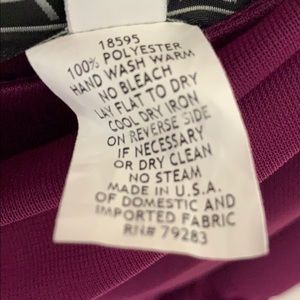 18595
100% POLYESTER
HAND WASH WARM
NO BLEACH
LAY FLAT TO DRY
COOL DRY IRON
ON REVERSE SIDE
IF NECESSARY
OR DRY CLEAN
NO STEAM
MADE IN U.S.A.
OF DOMESTIC AND
IMPORTED FABRIC
RN# 79283